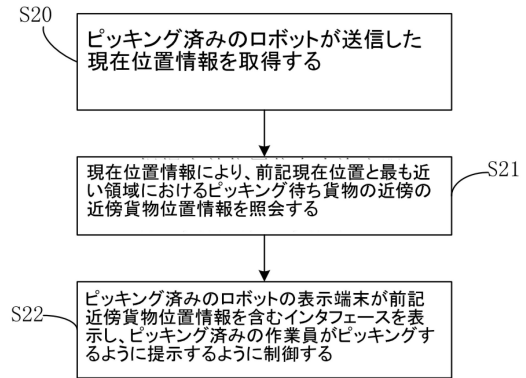 S20
ピッキング済みのロボットが送信した
現在位置情報を取得する
現在位置情報により、前記現在位置と最も近
い領域におけるピッキング待ち貨物の近傍の
近傍貨物位置情報を照会する
S21
ピッキング済みのロボットの表示端末が前記
近傍貨物位置情報を含むインタフェースを表
示し、ピッキング済みの作業員がピッキングす
るように提示するように制御する
S22